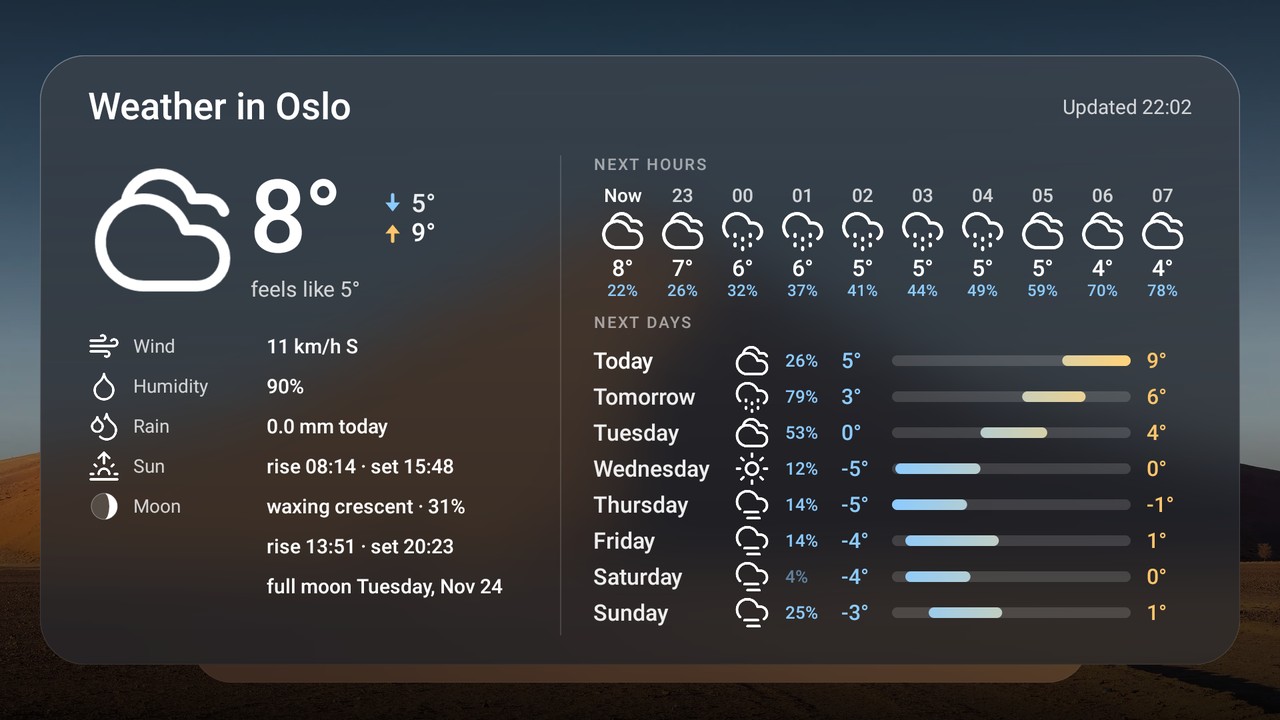 Weather in Oslo
Updated 22:02
8°
5°
9°
feels like 5°
Wind 11 km/h S
Humidity 90%
Rain 0.0 mm today
Sun rise 08:14 · set 15:48
Moon waxing crescent · 31%
rise 13:51 · set 20:23
full moon Tuesday, Nov 24
NEXT HOURS
Now 23 00 01 02 03 04 05 06 07
8° 7° 6° 6° 5° 5° 5° 5° 4° 4°
22% 26% 32% 37% 41% 44% 49% 59% 70% 78%
NEXT DAYS
Today 26% 5° 9°
Tomorrow 79% 3° 6°
Tuesday 53% 0° 4°
Wednesday 12% -5° 0°
Thursday 14% -5° -1°
Friday 14% -4° 1°
Saturday 4% -4° 0°
Sunday 25% -3° 1°